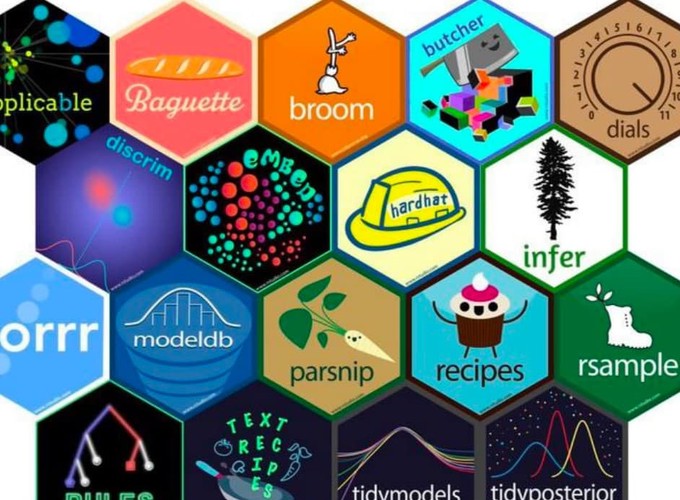 pplicable
Baguette
broom
butcher
0 1 2 3 4 5 6 7 8 9 10 11
dials
discrim
EMBED
hardhat
infer
orrr
modeldb
parsnip
recipes
rsample
RULES
TEXT
RECIPES
tidymodels
tidyposterior